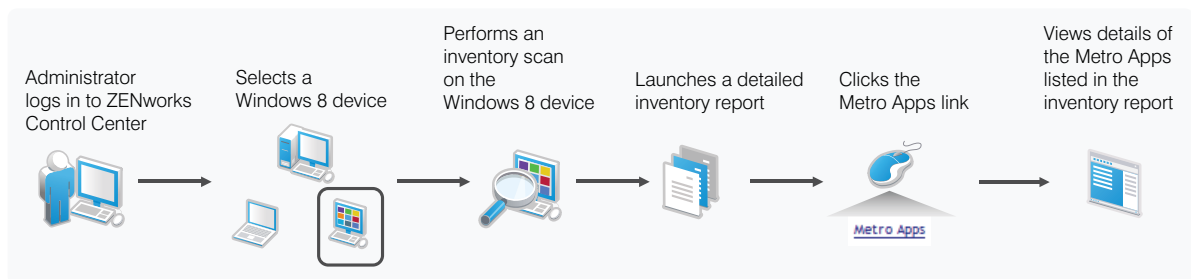 Administrator
logs in to ZENworks
Control Center
Selects a
Windows 8 device
Performs an
inventory scan
on the
Windows 8 device
Launches a detailed
inventory report
Clicks the
Metro Apps link
Metro Apps
Views details of
the Metro Apps
listed in the
inventory report